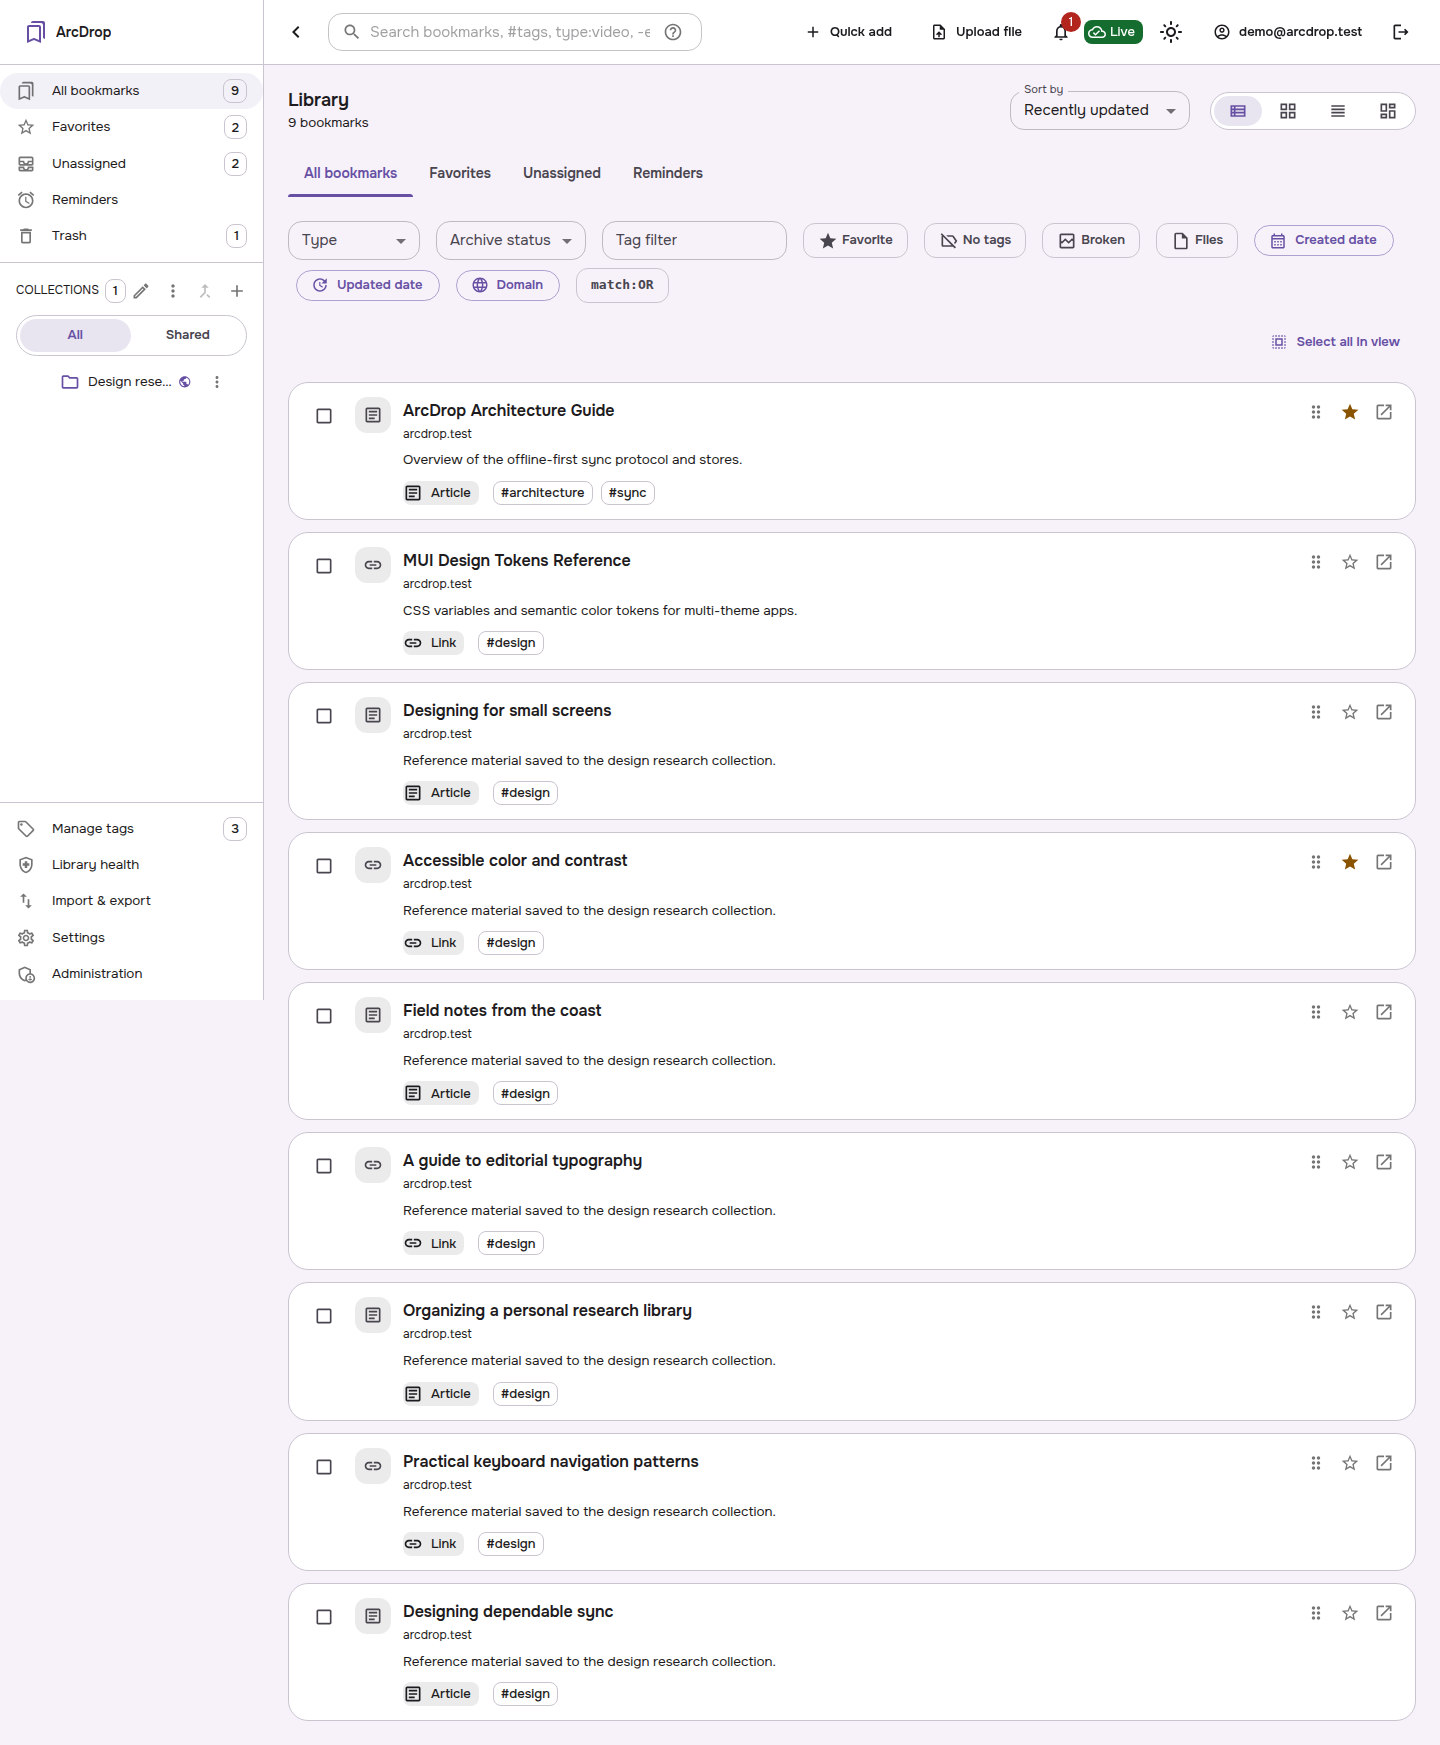 ArcDrop
Search bookmarks, #tags, type:video, -e
Quick add
Upload file
1
Live
demo@arcdrop.test
All bookmarks 9
Favorites 2
Unassigned 2
Reminders
Trash 1
COLLECTIONS 1
All Shared
Design rese...
Manage tags 3
Library health
Import & export
Settings
Administration
Library
9 bookmarks
Sort by
Recently updated
All bookmarks Favorites Unassigned Reminders
Type Archive status Tag filter Favorite No tags Broken Files Created date
Updated date Domain match:OR
Select all in view
ArcDrop Architecture Guide
arcdrop.test
Overview of the offline-first sync protocol and stores.
Article #architecture #sync
MUI Design Tokens Reference
arcdrop.test
CSS variables and semantic color tokens for multi-theme apps.
Link #design
Designing for small screens
arcdrop.test
Reference material saved to the design research collection.
Article #design
Accessible color and contrast
arcdrop.test
Reference material saved to the design research collection.
Link #design
Field notes from the coast
arcdrop.test
Reference material saved to the design research collection.
Article #design
A guide to editorial typography
arcdrop.test
Reference material saved to the design research collection.
Link #design
Organizing a personal research library
arcdrop.test
Reference material saved to the design research collection.
Article #design
Practical keyboard navigation patterns
arcdrop.test
Reference material saved to the design research collection.
Link #design
Designing dependable sync
arcdrop.test
Reference material saved to the design research collection.
Article #design